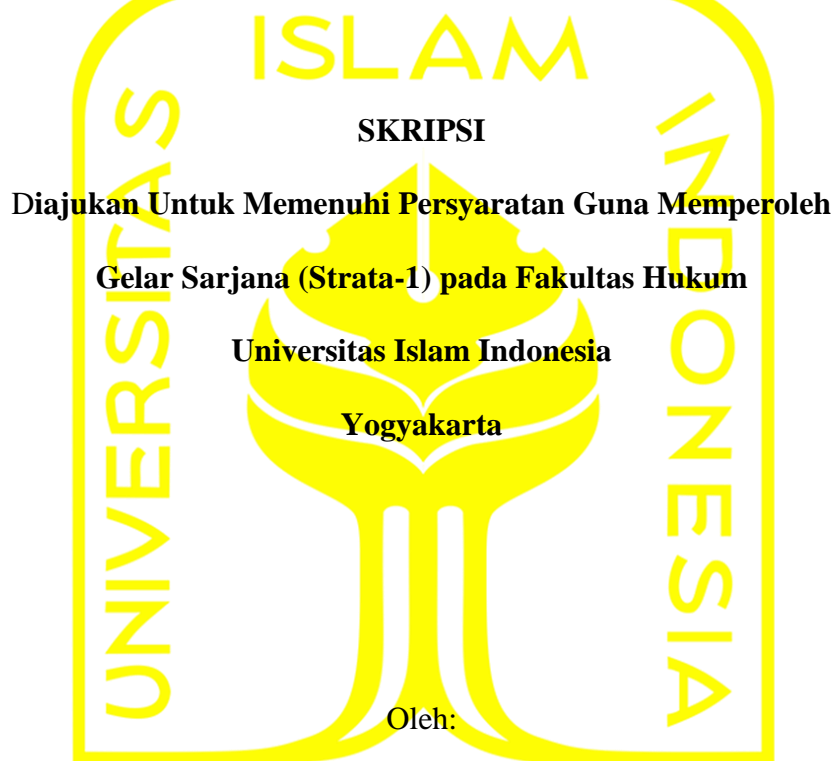 UNIVERSITAS
ISLAM
INDONESIA
SKRIPSI
Diajukan Untuk Memenuhi Persyaratan Guna Memperoleh
Gelar Sarjana (Strata-1) pada Fakultas Hukum
Universitas Islam Indonesia
Yogyakarta
Oleh: